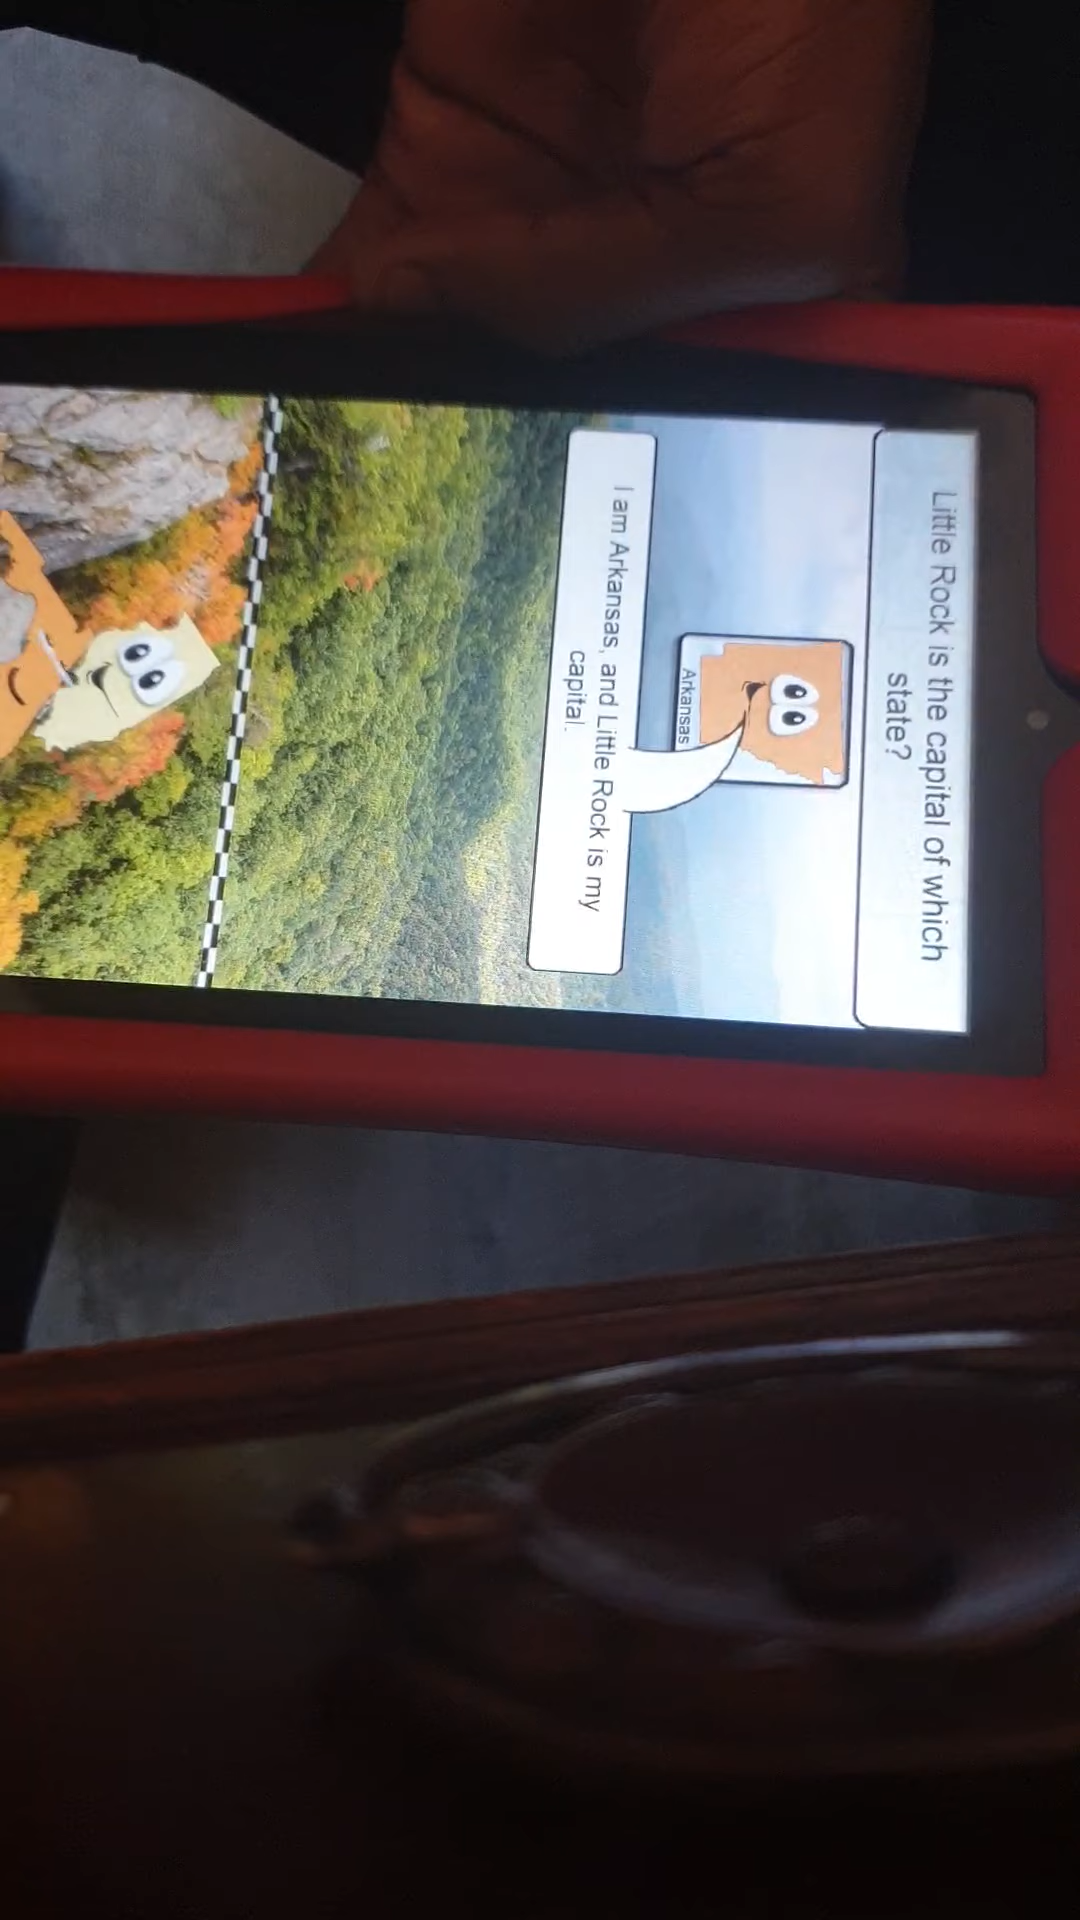 Little Rock is the capital of which
state?
Arkansas
I am Arkansas, and Little Rock is my
capital.